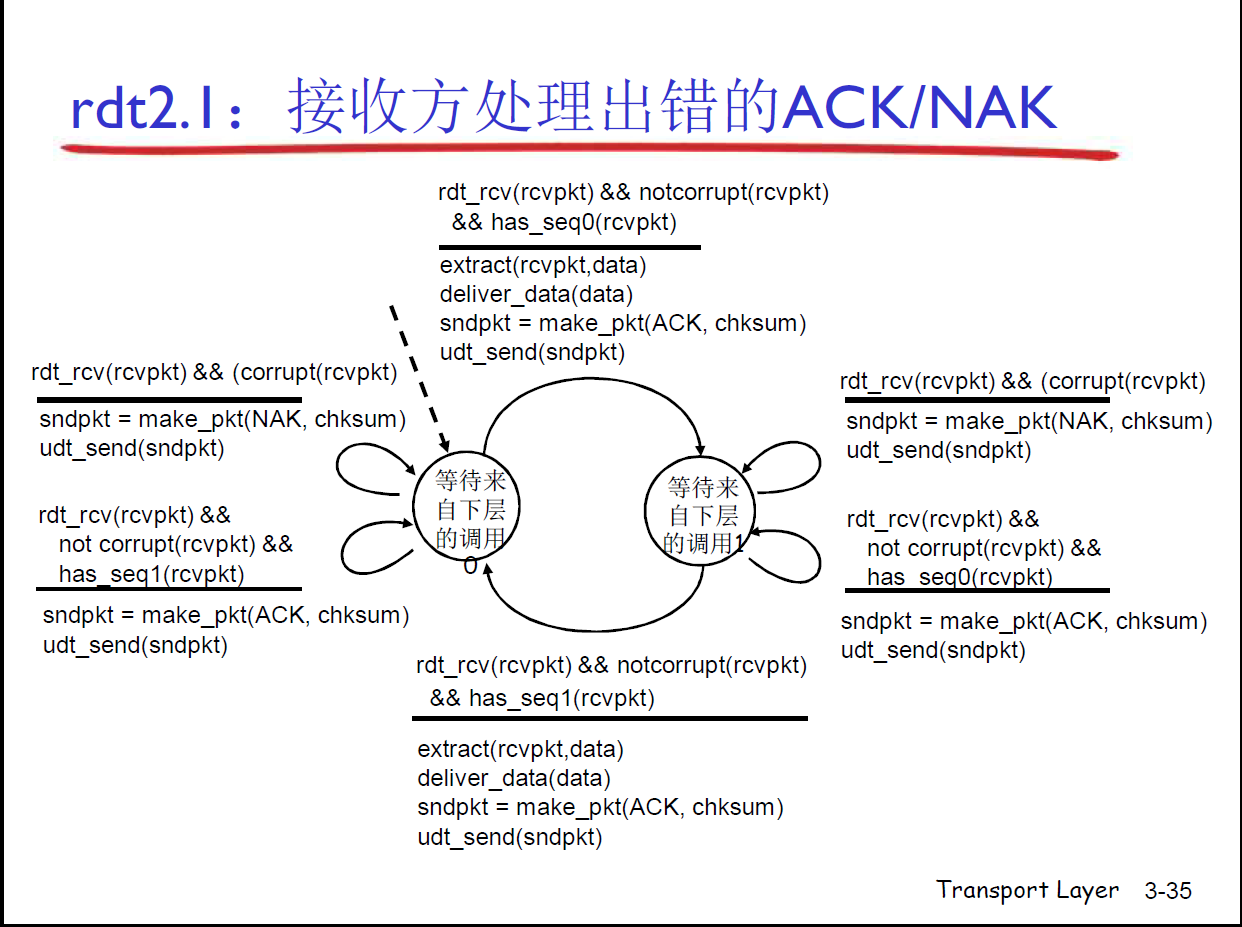 rdt2.1：接收方处理出错的ACK/NAK
rdt_rcv(rcvpkt) && notcorrupt(rcvpkt)
&& has_seq0(rcvpkt)
extract(rcvpkt,data)
deliver_data(data)
sndpkt = make_pkt(ACK, chksum)
udt_send(sndpkt)
rdt_rcv(rcvpkt) && (corrupt(rcvpkt)
sndpkt = make_pkt(NAK, chksum)
udt_send(sndpkt)
rdt_rcv(rcvpkt) &&
not corrupt(rcvpkt) &&
has_seq1(rcvpkt)
sndpkt = make_pkt(ACK, chksum)
udt_send(sndpkt)
等待来
自下层
的调用
0
等待来
自下层
的调用1
rdt_rcv(rcvpkt) && (corrupt(rcvpkt)
sndpkt = make_pkt(NAK, chksum)
udt_send(sndpkt)
rdt_rcv(rcvpkt) &&
not corrupt(rcvpkt) &&
has_seq0(rcvpkt)
sndpkt = make_pkt(ACK, chksum)
udt_send(sndpkt)
rdt_rcv(rcvpkt) && notcorrupt(rcvpkt)
&& has_seq1(rcvpkt)
extract(rcvpkt,data)
deliver_data(data)
sndpkt = make_pkt(ACK, chksum)
udt_send(sndpkt)
Transport Layer 3-35